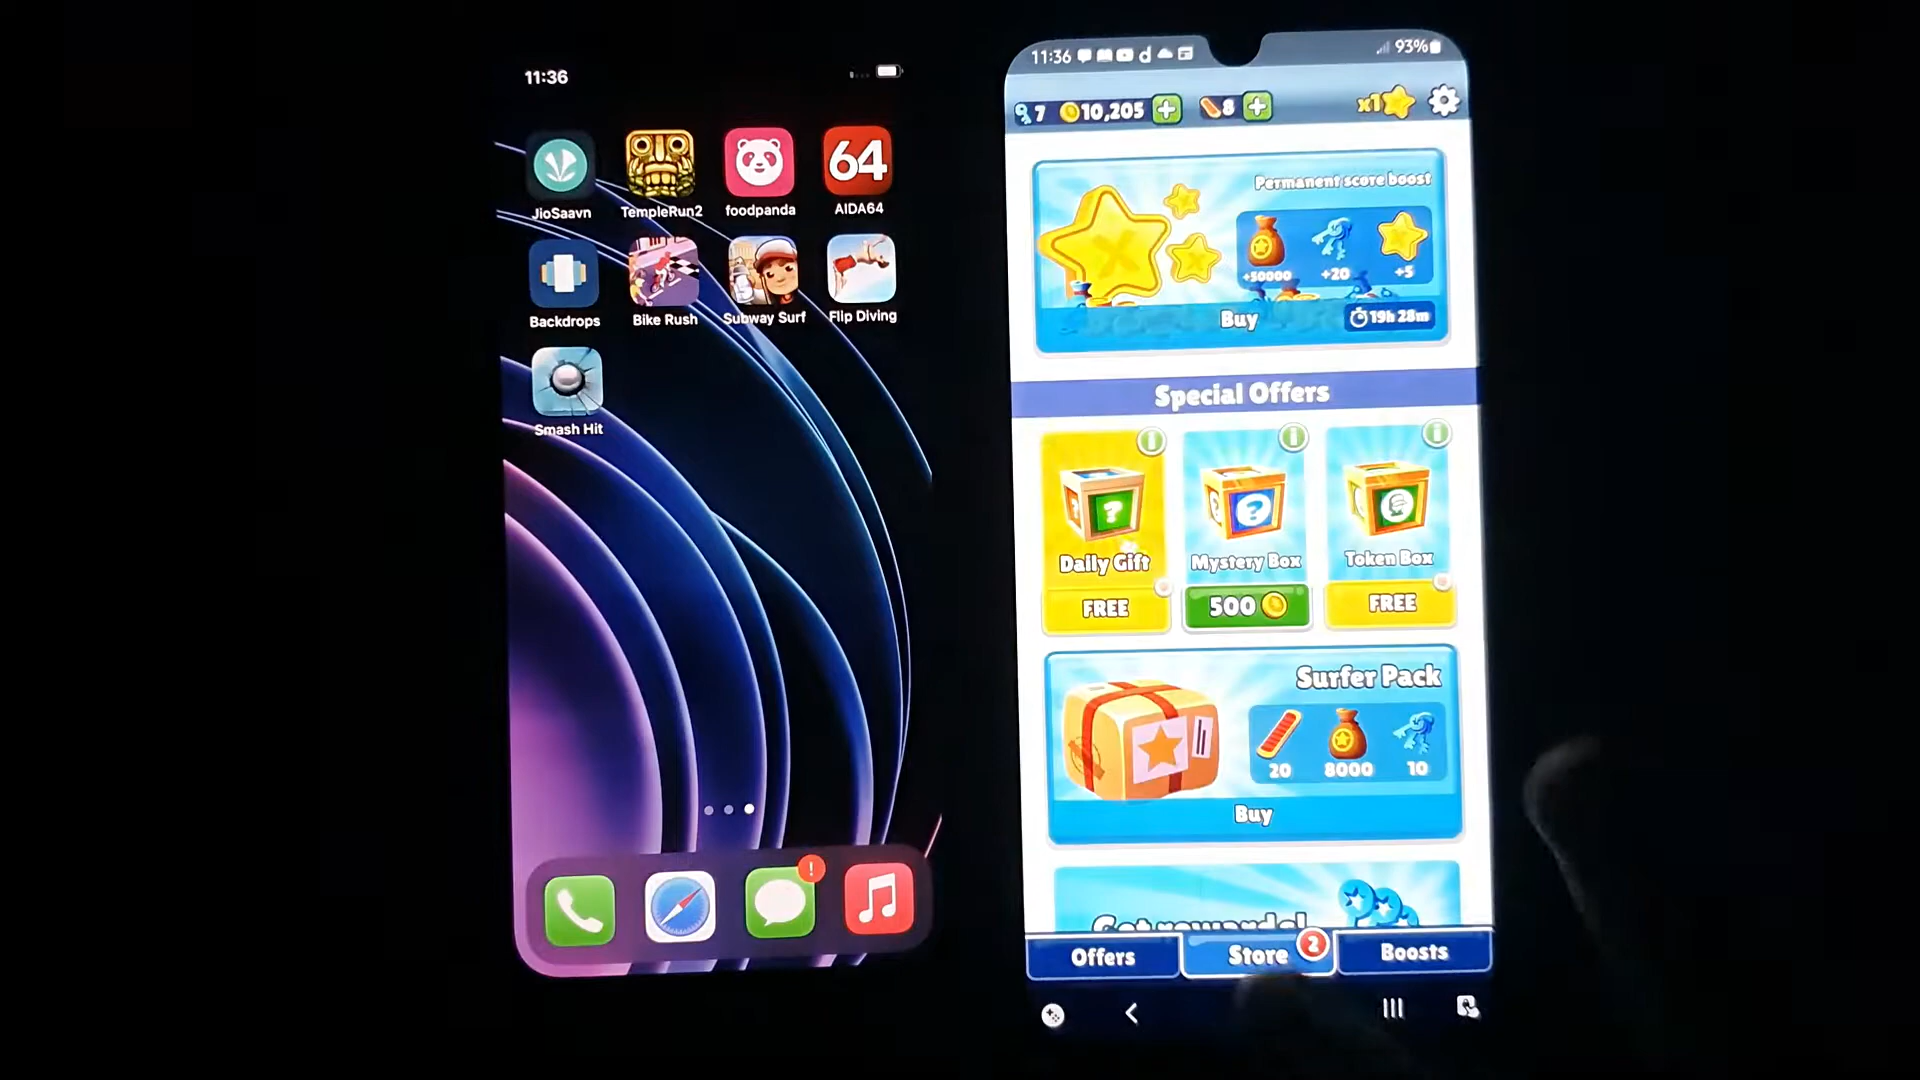 11:36
JioSaavn TempleRun2 foodpanda AIDA64
64
Backdrops Bike Rush Subway Surf Flip Diving
Smash Hit
!
11:36 d 93%
7 10,205 8 x1
Permanent score boost
+50000 +20 +5
Buy 19h 28m
Special Offers
Daily Gift Mystery Box Token Box
FREE 500 FREE
Surfer Pack
20 8000 10
Buy
Get rewards!
Offers Store 2 Boosts